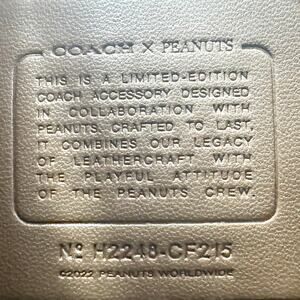 COACH × PEANUTS
THIS IS A LIMITED-EDITION
COACH ACCESSORY DESIGNED
IN COLLABORATION WITH
PEANUTS. CRAFTED TO LAST,
IT COMBINES OUR LEGACY
OF LEATHERCRAFT WITH
THE PLAYFUL ATTITUDE
OF THE PEANUTS CREW.
Nº H2248-CF215
©2022 PEANUTS WORLDWIDE